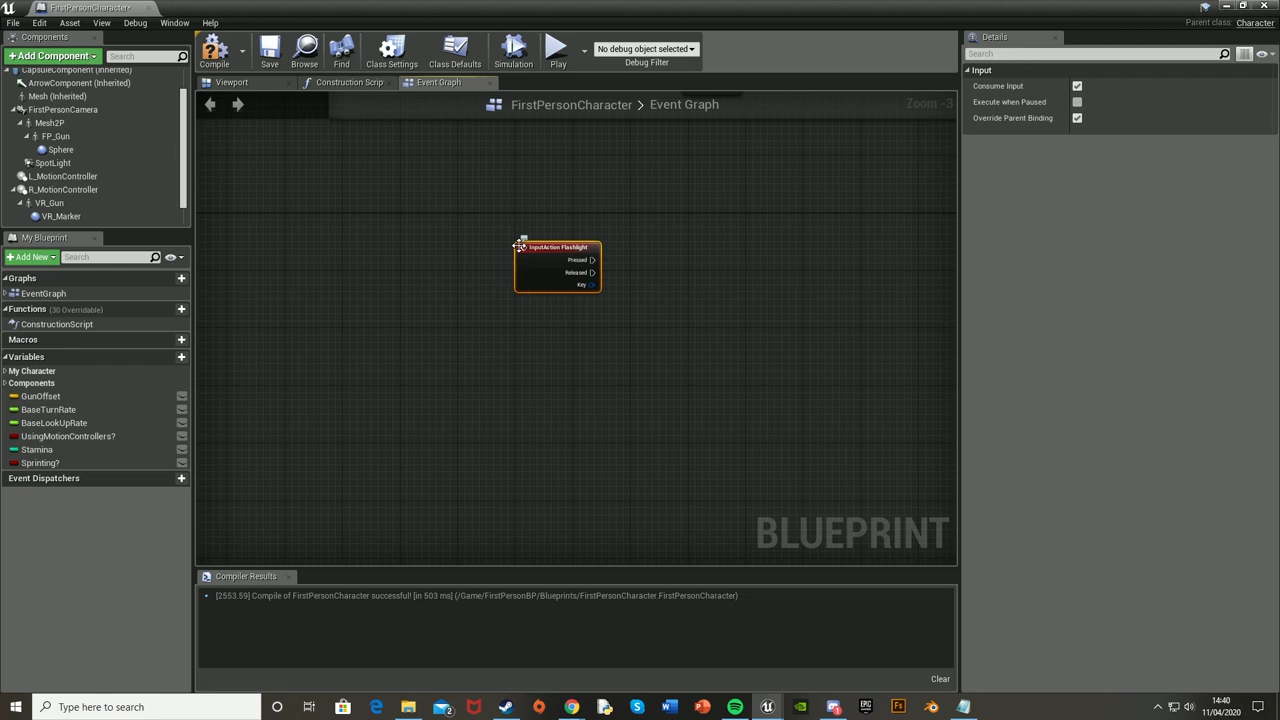 FirstPersonCharacter*
File Edit Asset View Debug Window Help
Parent class: Character
Components
+ Add Component
Search
CapsuleComponent (Inherited)
ArrowComponent (Inherited)
Mesh (Inherited)
FirstPersonCamera
Mesh2P
FP_Gun
Sphere
SpotLight
L_MotionController
R_MotionController
VR_Gun
VR_Marker
Compile
Save
Browse
Find
Class Settings
Class Defaults
Simulation
Play
No debug object selected
Debug Filter
Viewport
Construction Scrip
Event Graph
FirstPersonCharacter > Event Graph
Zoom -3
InputAction Flashlight
Pressed
Released
Key
BLUEPRINT
My Blueprint
+ Add New
Search
Graphs
EventGraph
Functions (30 Overridable)
ConstructionScript
Macros
Variables
My Character
Components
GunOffset
BaseTurnRate
BaseLookUpRate
UsingMotionControllers?
Stamina
Sprinting?
Event Dispatchers
Compiler Results
[2553.59] Compile of FirstPersonCharacter successful! [in 503 ms] (/Game/FirstPersonBP/Blueprints/FirstPersonCharacter.FirstPersonCharacter)
Clear
Details
Search
Input
Consume Input
Execute when Paused
Override Parent Binding
Type here to search
14:40
11/04/2020